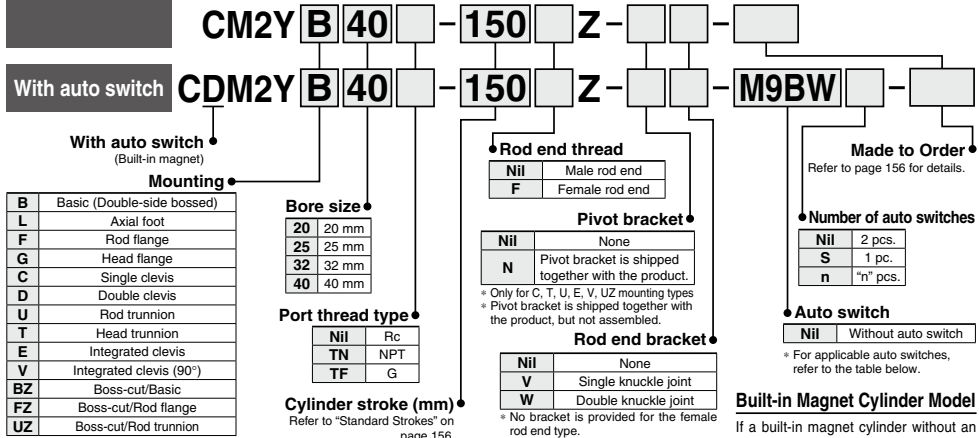 CM2Y B 40 - 150 Z - -
With auto switch CDM2Y B 40 - 150 Z - - M9BW -
With auto switch
(Built-in magnet)
Mounting
B Basic (Double-side bossed)
L Axial foot
F Rod flange
G Head flange
C Single clevis
D Double clevis
U Rod trunnion
T Head trunnion
E Integrated clevis
V Integrated clevis (90°)
BZ Boss-cut/Basic
FZ Boss-cut/Rod flange
UZ Boss-cut/Rod trunnion
Bore size
20 20 mm
25 25 mm
32 32 mm
40 40 mm
Port thread type
Nil Rc
TN NPT
TF G
Cylinder stroke (mm)
Refer to "Standard Strokes" on
page 156.
Rod end thread
Nil Male rod end
F Female rod end
Pivot bracket
Nil None
N Pivot bracket is shipped
together with the product.
* Only for C, T, U, E, V, UZ mounting types
* Pivot bracket is shipped together with
the product, but not assembled.
Rod end bracket
Nil None
V Single knuckle joint
W Double knuckle joint
* No bracket is provided for the female
rod end type.
Made to Order
Refer to page 156 for details.
Number of auto switches
Nil 2 pcs.
S 1 pc.
n "n" pcs.
Auto switch
Nil Without auto switch
* For applicable auto switches,
refer to the table below.
Built-in Magnet Cylinder Model
If a built-in magnet cylinder without an